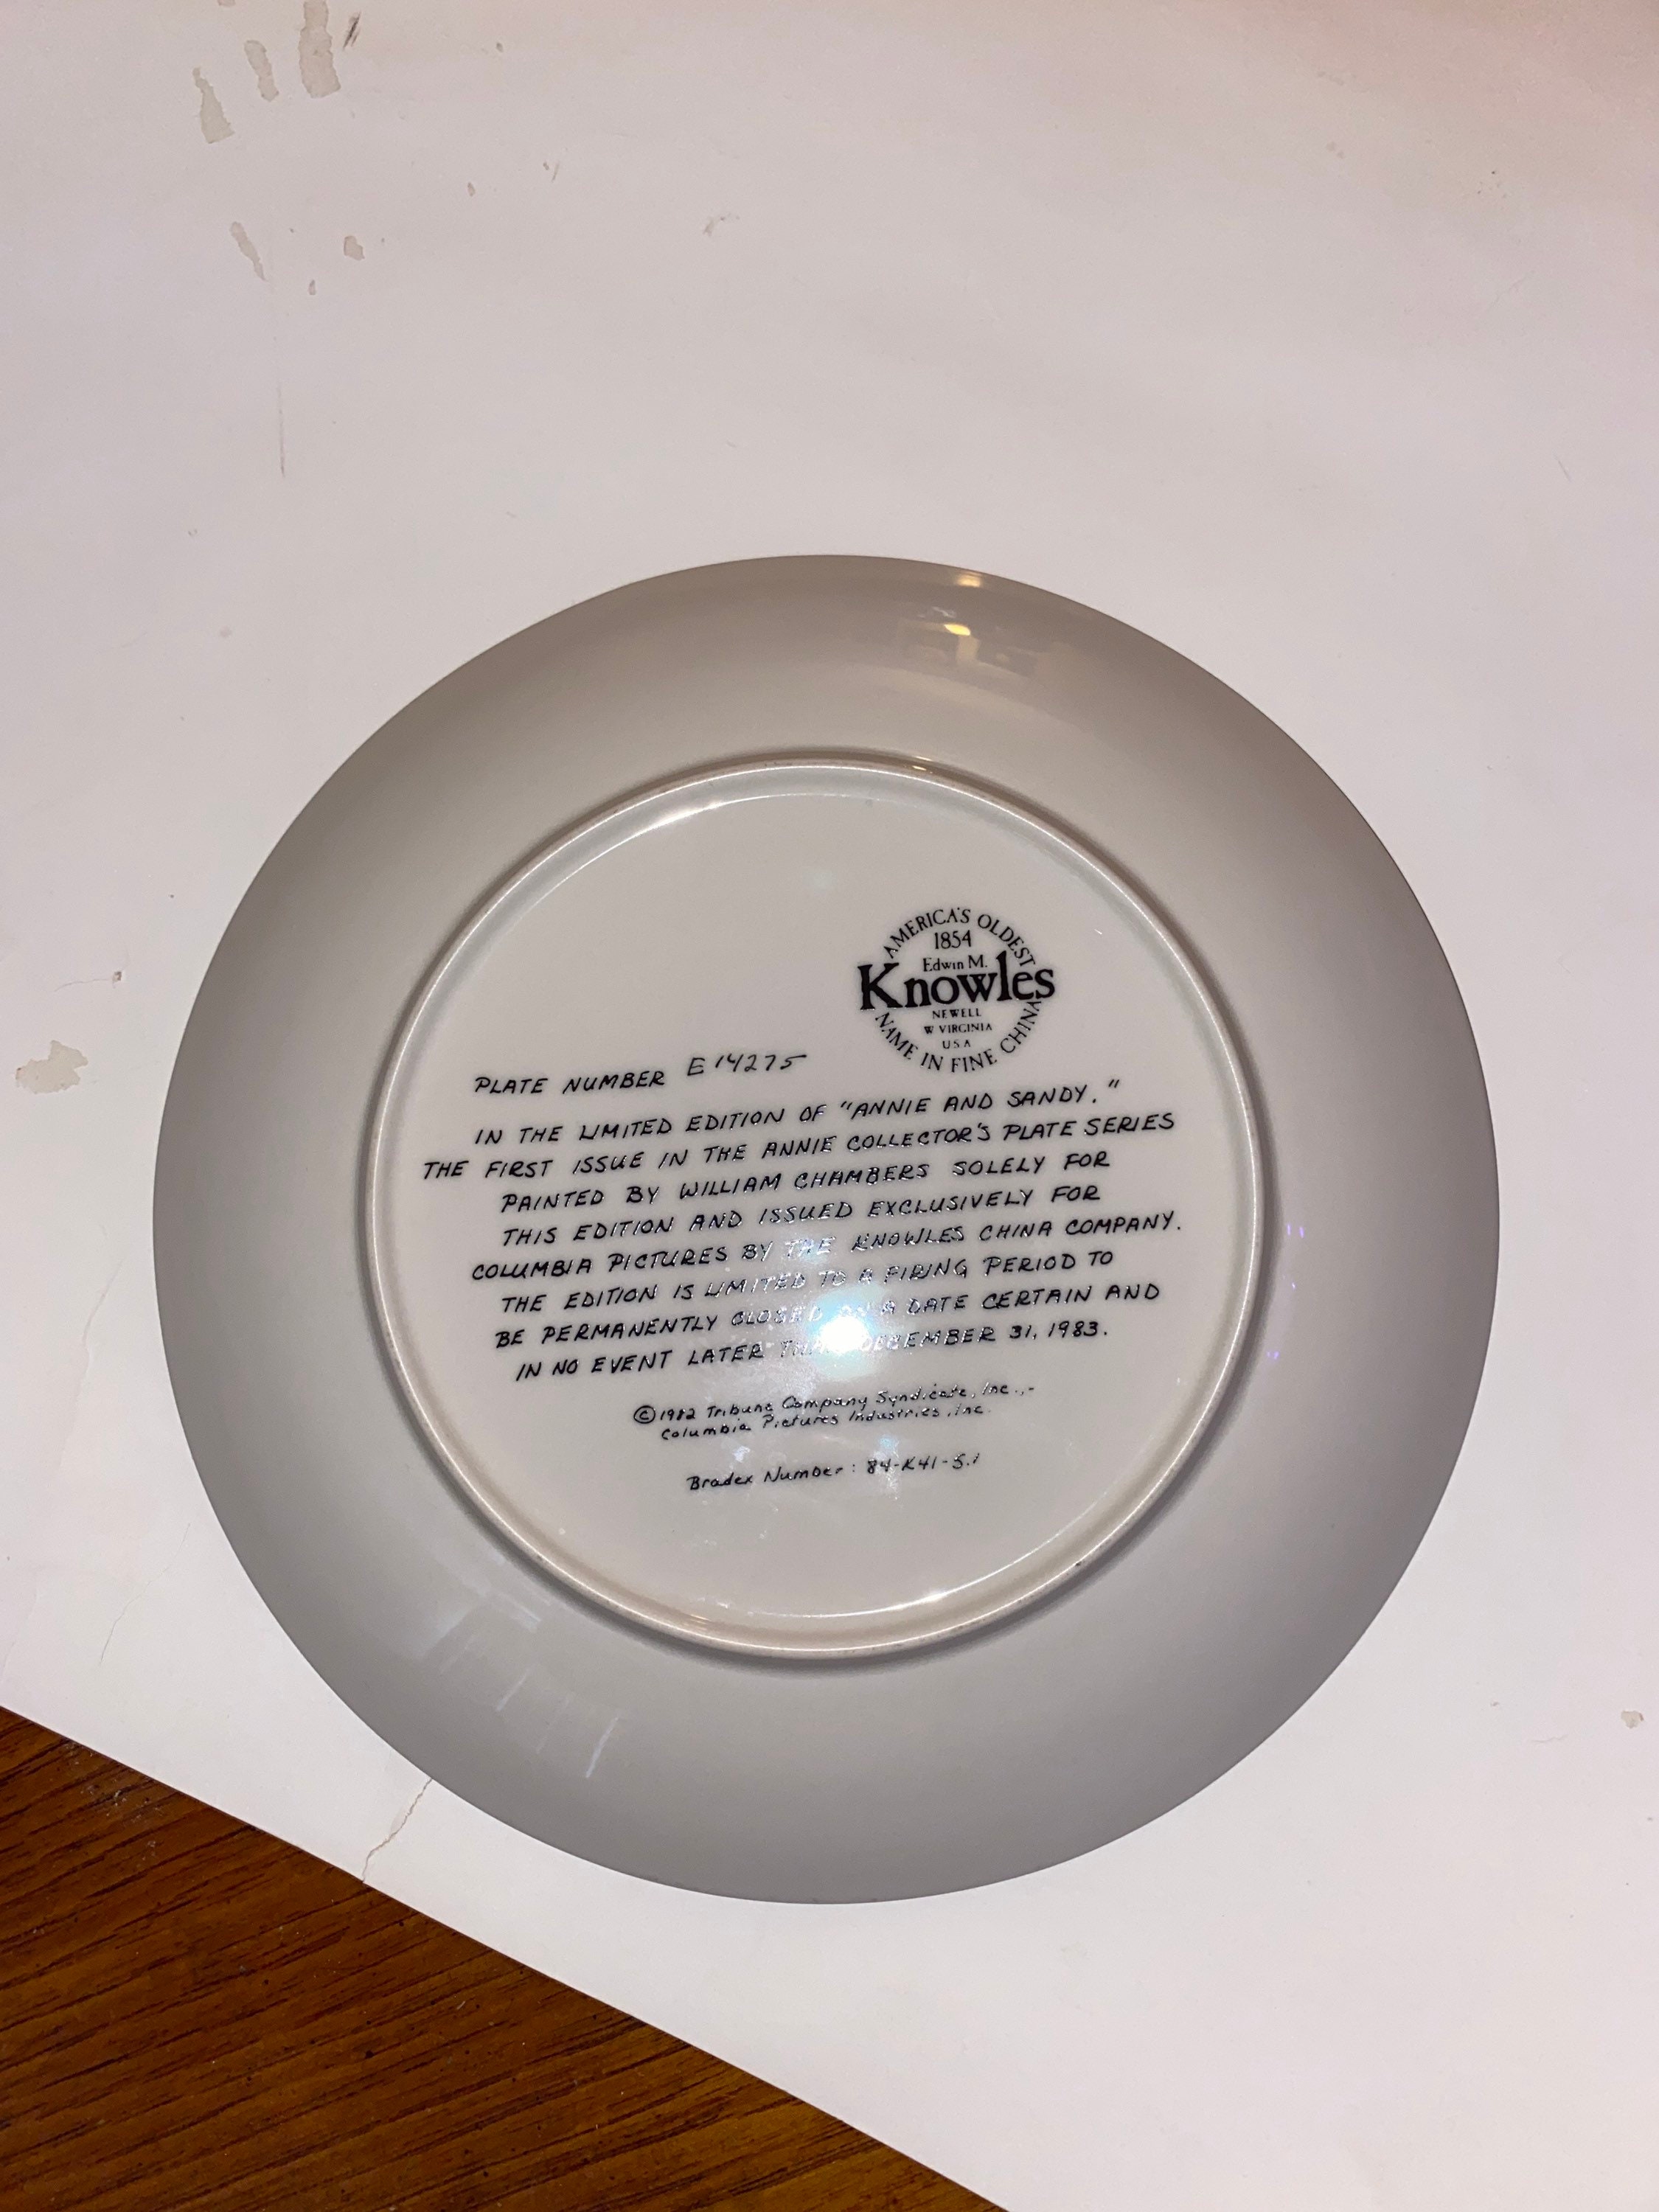 AMERICA'S OLDEST
1854
Edwin M.
Knowles
NEWELL
W VIRGINIA
USA
NAME IN FINE CHINA
PLATE NUMBER E14275
IN THE LIMITED EDITION OF "ANNIE AND SANDY."
THE FIRST ISSUE IN THE ANNIE COLLECTOR'S PLATE SERIES
PAINTED BY WILLIAM CHAMBERS SOLELY FOR
THIS EDITION AND ISSUED EXCLUSIVELY FOR
COLUMBIA PICTURES BY THE KNOWLES CHINA COMPANY.
THE EDITION IS LIMITED TO A FIRING PERIOD TO
BE PERMANENTLY CLOSED A DATE CERTAIN AND
IN NO EVENT LATER DECEMBER 31, 1983.
©1982 Tribune Company Syndicate, Inc.,-
Columbia Pictures Industries, Inc.
Bradex Number: 84-K41-5.1